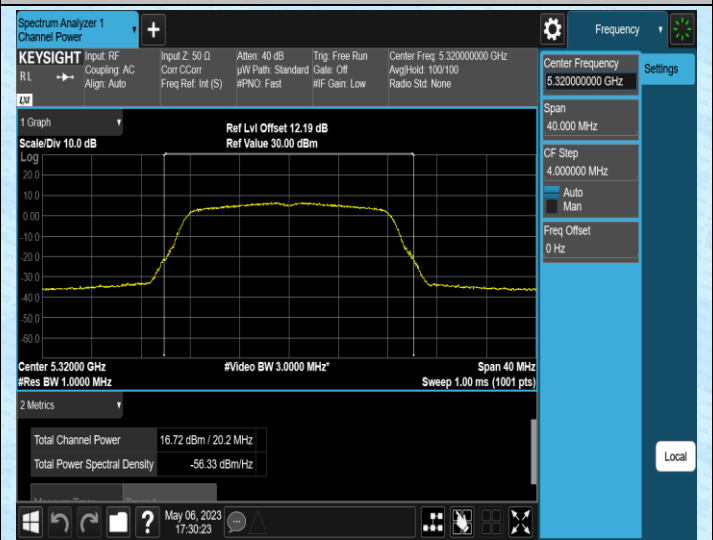 Spectrum Analyzer 1
Channel Power
+
Frequency
KEYSIGHT
RL
LXI
Input: RF
Coupling: AC
Align: Auto
Input Z: 50 Ω
Corr CCorr
Freq Ref: Int (S)
Atten: 40 dB
µW Path: Standard
#PNO: Fast
Trig: Free Run
Gate: Off
#IF Gain: Low
Center Freq: 5.320000000 GHz
Avg|Hold: 100/100
Radio Std: None
Center Frequency
5.320000000 GHz
Settings
Span
40.000 MHz
CF Step
4.000000 MHz
Auto
Man
Freq Offset
0 Hz
1 Graph
Scale/Div 10.0 dB
Ref Lvl Offset 12.19 dB
Ref Value 30.00 dBm
Log
20.0
10.0
0.00
-10.0
-20.0
-30.0
-40.0
-50.0
-60.0
Center 5.32000 GHz
#Video BW 3.0000 MHz*
Span 40 MHz
#Res BW 1.0000 MHz
Sweep 1.00 ms (1001 pts)
2 Metrics
Total Channel Power 16.72 dBm / 20.2 MHz
Total Power Spectral Density -56.33 dBm/Hz
Local
?
May 06, 2023
17:30:23